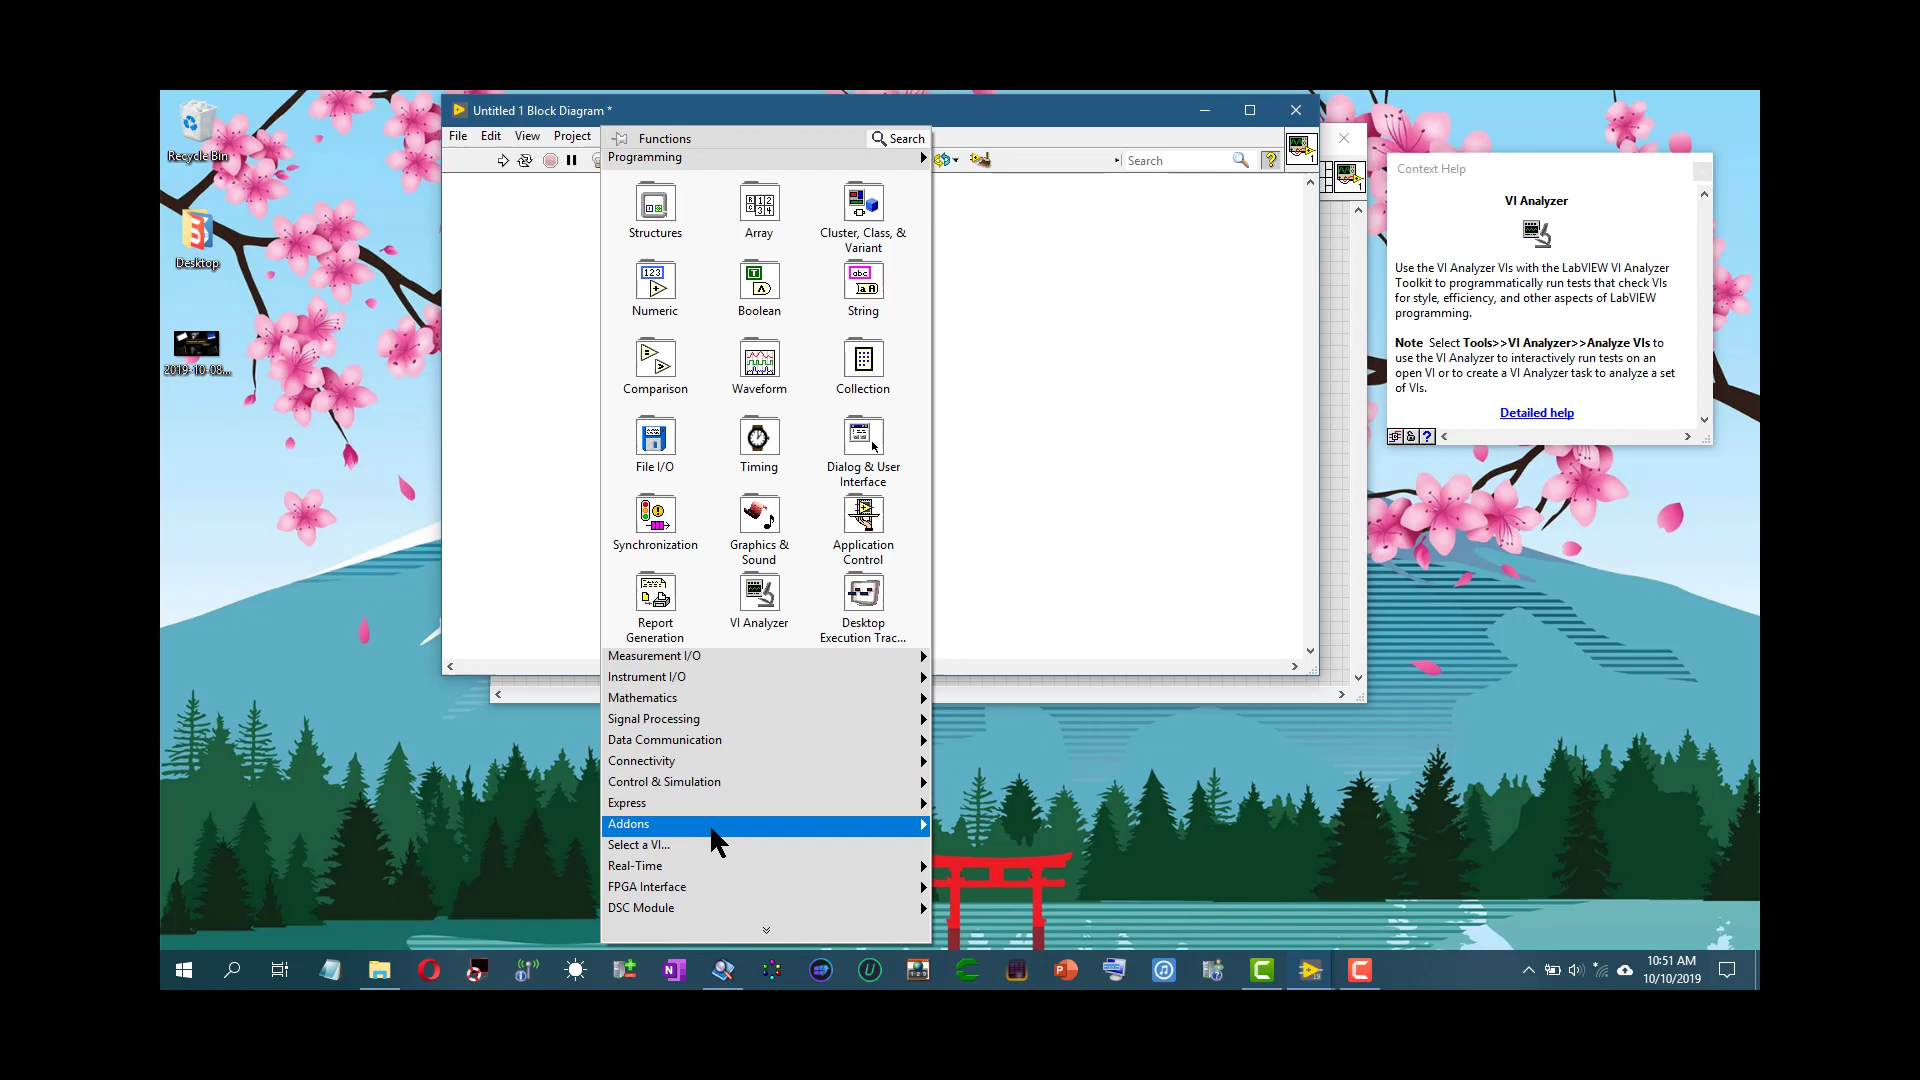 Recycle Bin
Desktop
2019-10-08...
Untitled 1 Block Diagram *
File Edit View Project
Search
Functions
Search
Programming
Structures
Array
Cluster, Class, &
Variant
Numeric
Boolean
String
Comparison
Waveform
Collection
File I/O
Timing
Dialog & User
Interface
Synchronization
Graphics &
Sound
Application
Control
Report
Generation
VI Analyzer
Desktop
Execution Trac...
Measurement I/O
Instrument I/O
Mathematics
Signal Processing
Data Communication
Connectivity
Control & Simulation
Express
Addons
Select a VI...
Real-Time
FPGA Interface
DSC Module
Context Help
VI Analyzer
Use the VI Analyzer VIs with the LabVIEW VI Analyzer
Toolkit to programmatically run tests that check VIs
for style, efficiency, and other aspects of LabVIEW
programming.
Note Select Tools>>VI Analyzer>>Analyze VIs to
use the VI Analyzer to interactively run tests on an
open VI or to create a VI Analyzer task to analyze a set
of VIs.
Detailed help
10:51 AM
10/10/2019